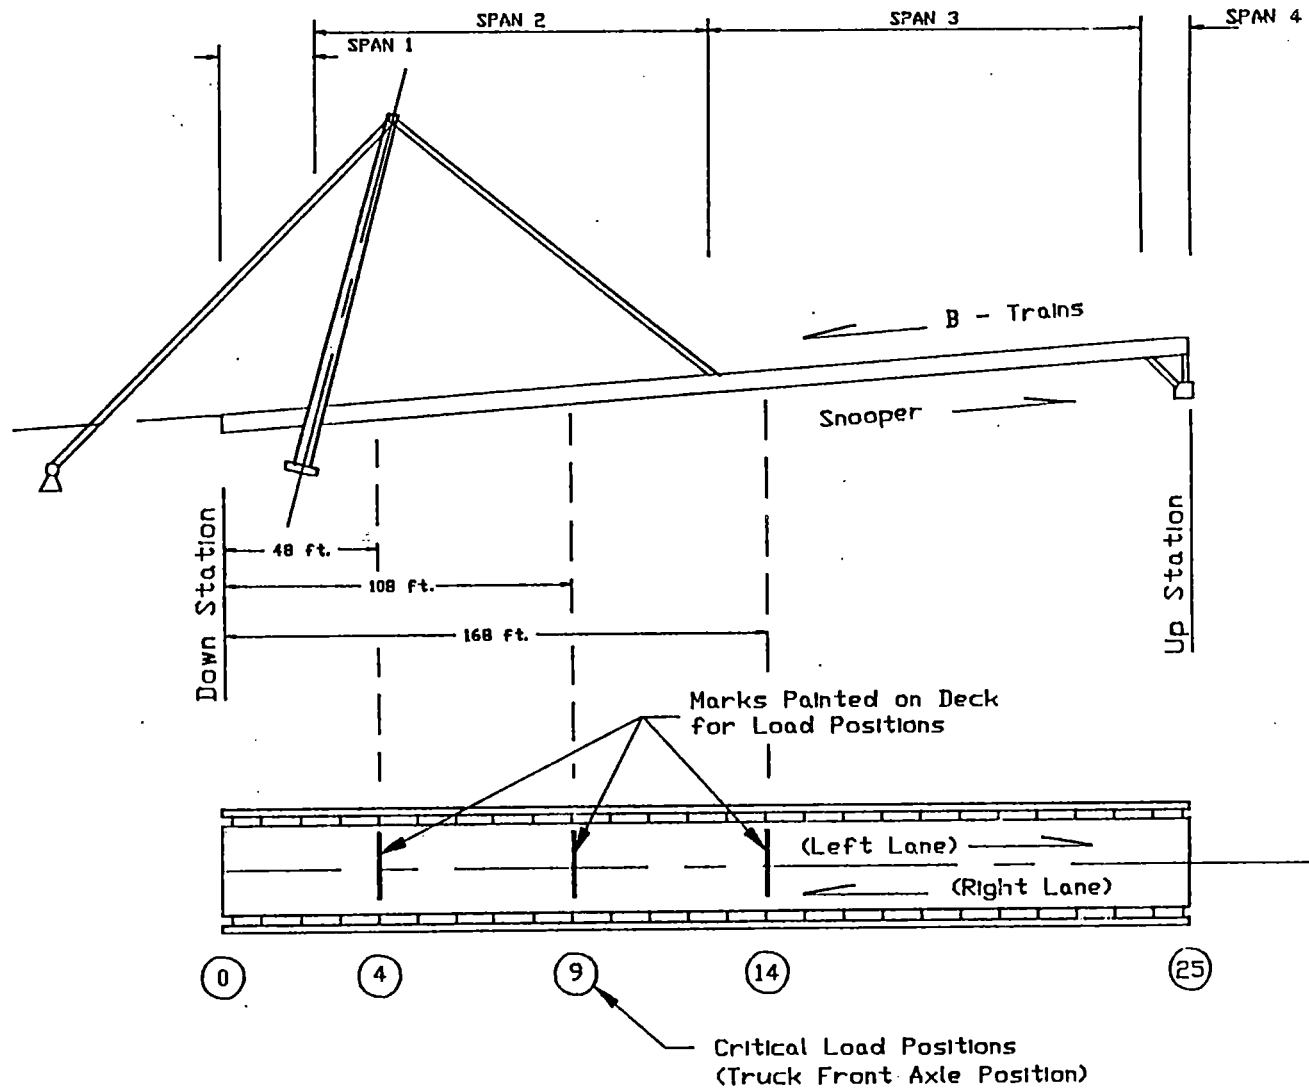 SPAN 2
SPAN 3
SPAN 4
SPAN 1
B - Trains
Snooper
Down Station
Up Station
48 ft.
108 ft.
168 ft.
Marks Painted on Deck
for Load Positions
(Left Lane)
(Right Lane)
0
4
9
14
25
Critical Load Positions
(Truck Front Axle Position)